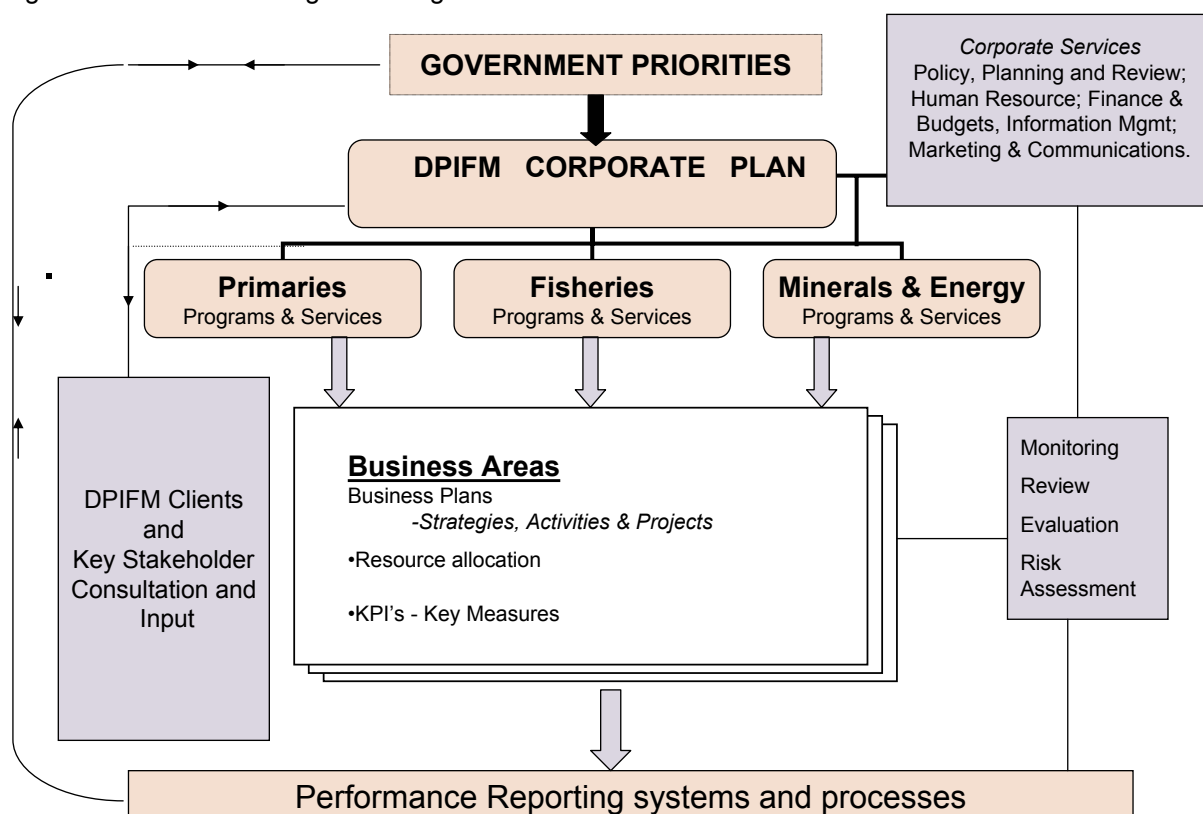 GOVERNMENT PRIORITIES
Corporate Services
Policy, Planning and Review;
Human Resource; Finance &
Budgets, Information Mgmt;
Marketing & Communications.
DPIFM CORPORATE PLAN
Primaries
Programs & Services
Fisheries
Programs & Services
Minerals & Energy
Programs & Services
DPIFM Clients
and
Key Stakeholder
Consultation and
Input
Business Areas
Business Plans
-Strategies, Activities & Projects
•Resource allocation
•KPI's - Key Measures
Monitoring
Review
Evaluation
Risk
Assessment
Performance Reporting systems and processes